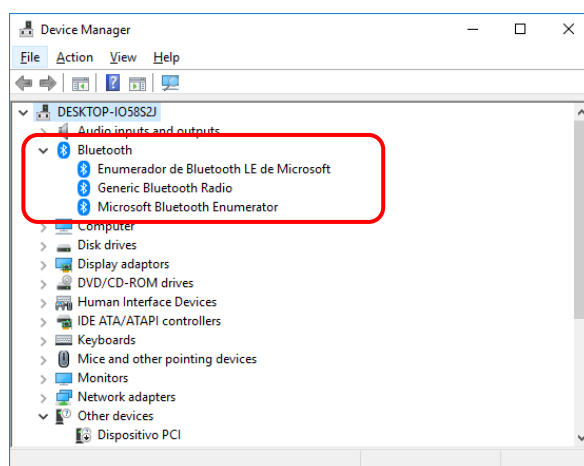 Device Manager
File Action View Help
DESKTOP-IO58S2J
Audio inputs and outputs
Bluetooth
Enumerador de Bluetooth LE de Microsoft
Generic Bluetooth Radio
Microsoft Bluetooth Enumerator
Computer
Disk drives
Display adaptors
DVD/CD-ROM drives
Human Interface Devices
IDE ATA/ATAPI controllers
Keyboards
Mice and other pointing devices
Monitors
Network adapters
Other devices
Dispositivo PCI